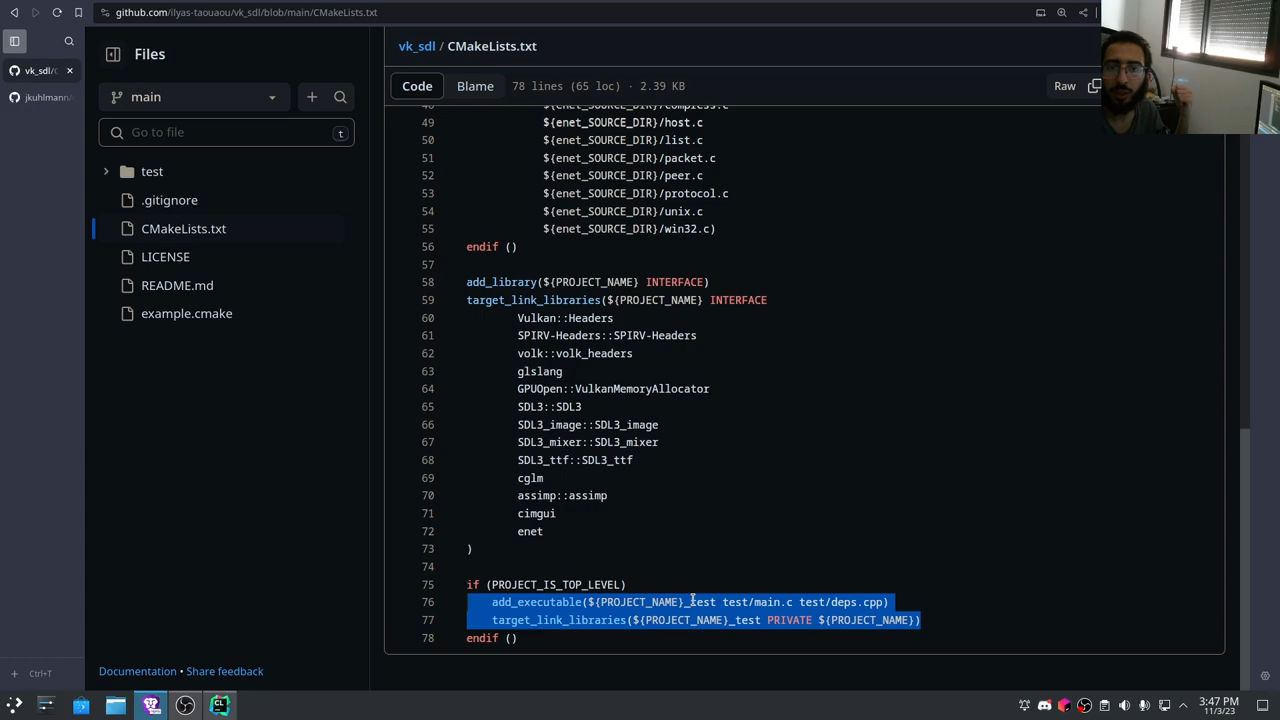 github.com/ilyas-taouaou/vk_sdl/blob/main/CMakeLists.txt
Files
vk_sdl / CMakeLists.txt
vk_sdl/
jkuhlmann/
main
Code
Blame
78 lines (65 loc) · 2.39 KB
Raw
Go to file
t
test
.gitignore
CMakeLists.txt
LICENSE
README.md
example.cmake
48 ${enet_SOURCE_DIR}/compress.c
49 ${enet_SOURCE_DIR}/host.c
50 ${enet_SOURCE_DIR}/list.c
51 ${enet_SOURCE_DIR}/packet.c
52 ${enet_SOURCE_DIR}/peer.c
53 ${enet_SOURCE_DIR}/protocol.c
54 ${enet_SOURCE_DIR}/unix.c
55 ${enet_SOURCE_DIR}/win32.c)
56 endif ()
57
58 add_library(${PROJECT_NAME} INTERFACE)
59 target_link_libraries(${PROJECT_NAME} INTERFACE
60 Vulkan::Headers
61 SPIRV-Headers::SPIRV-Headers
62 volk::volk_headers
63 glslang
64 GPUOpen::VulkanMemoryAllocator
65 SDL3::SDL3
66 SDL3_image::SDL3_image
67 SDL3_mixer::SDL3_mixer
68 SDL3_ttf::SDL3_ttf
69 cglm
70 assimp::assimp
71 cimgui
72 enet
73 )
74
75 if (PROJECT_IS_TOP_LEVEL)
76 add_executable(${PROJECT_NAME}_test test/main.c test/deps.cpp)
77 target_link_libraries(${PROJECT_NAME}_test PRIVATE ${PROJECT_NAME})
78 endif ()
Documentation • Share feedback
Ctrl+T
CL
3:47 PM
11/3/23